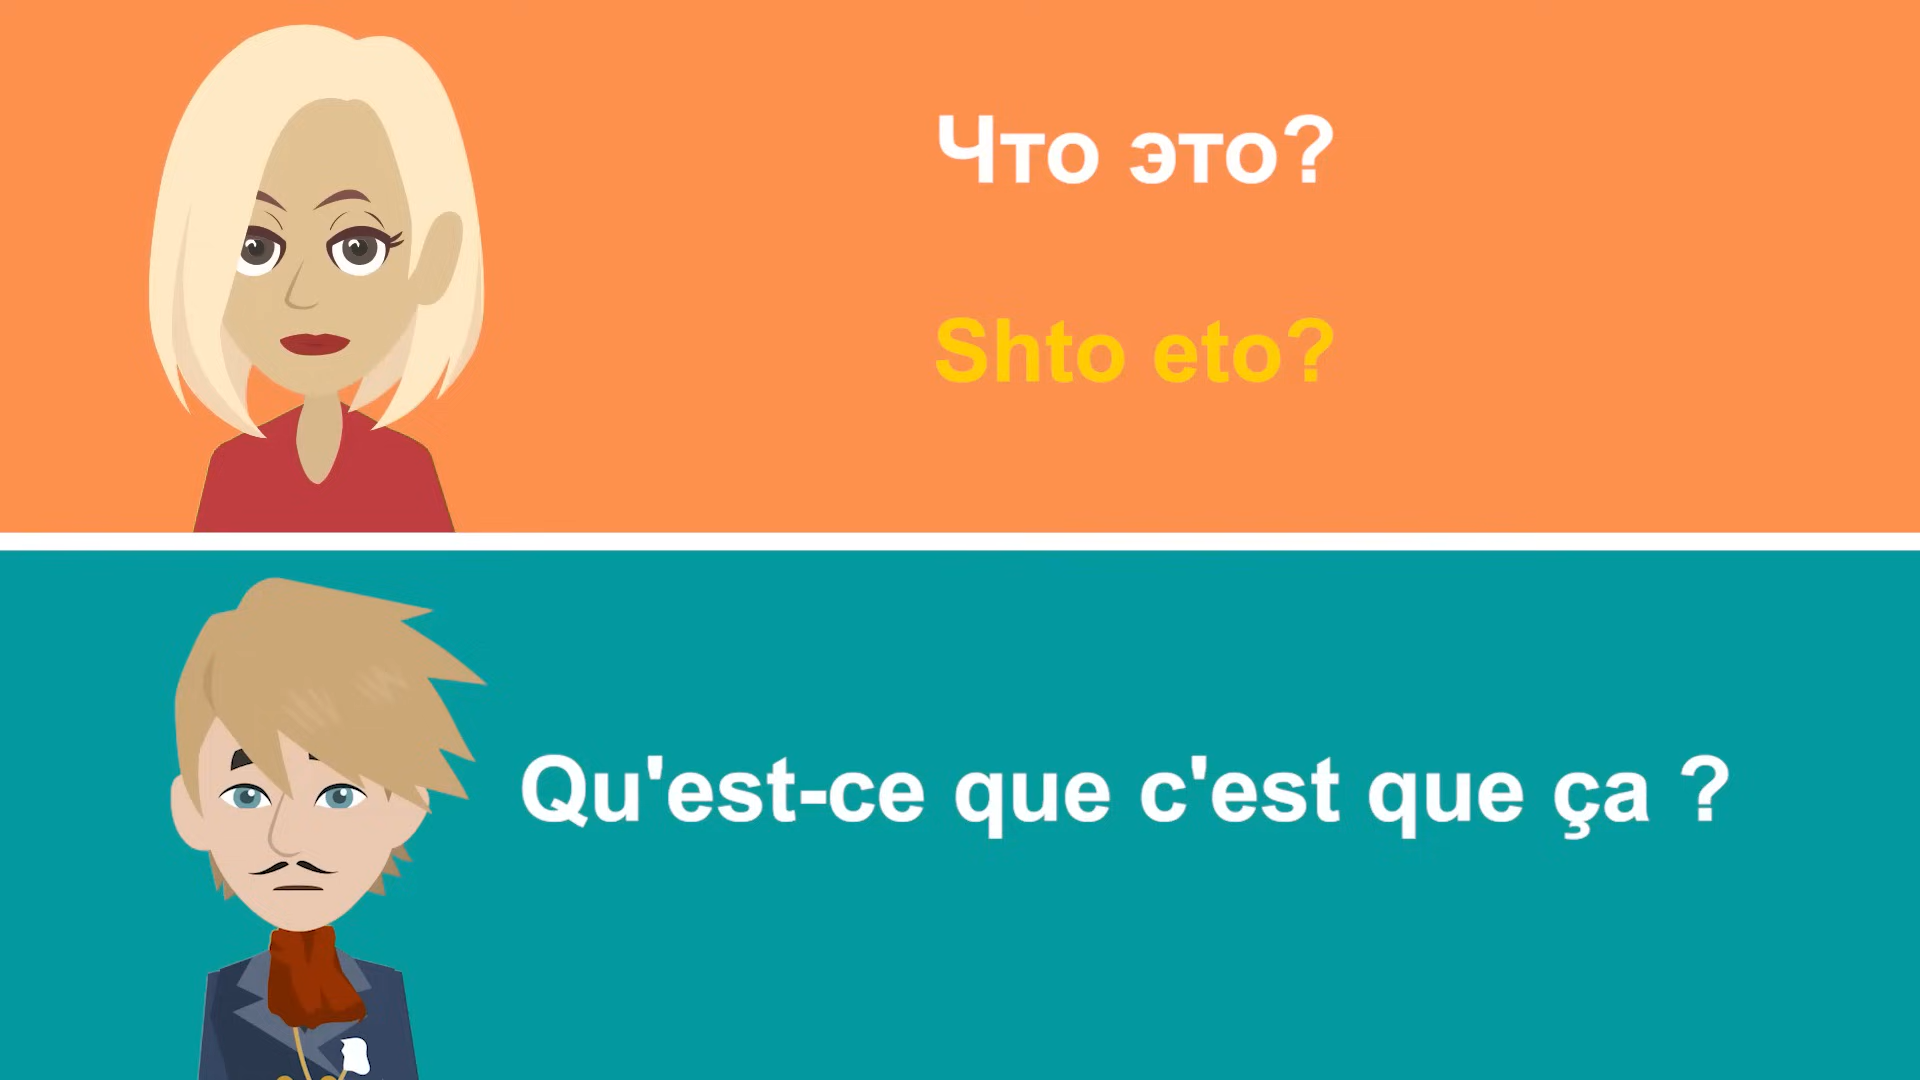 Что это?
Shto eto?
Qu'est-ce que c'est que ça ?